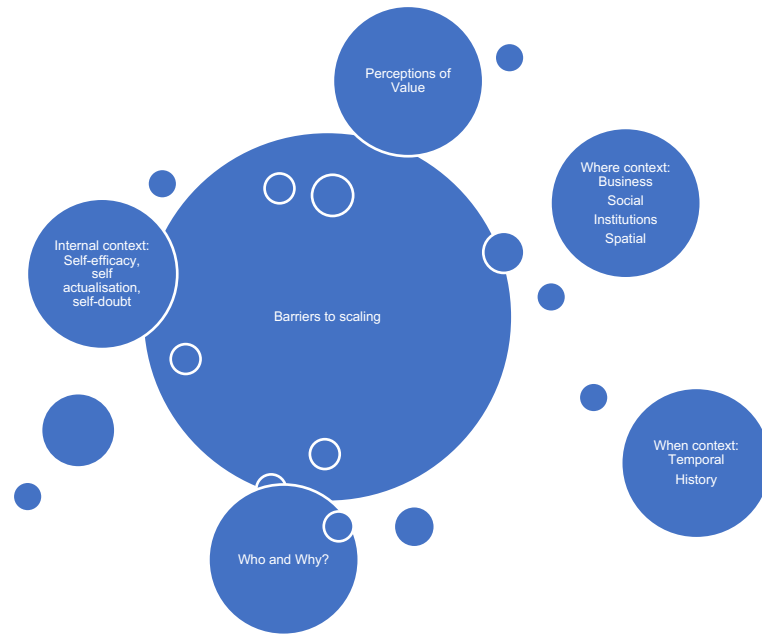 Perceptions of
Value
Where context:
Business
Social
Institutions
Spatial
Internal context:
Self-efficacy,
self
actualisation,
self-doubt
Barriers to scaling
When context:
Temporal
History
Who and Why?